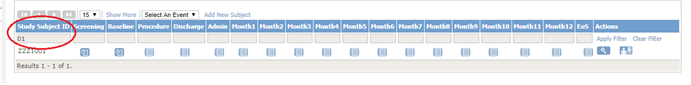 15 Show More Select An Event Add New Subject
Study Subject ID Screening Baseline Procedure Discharge Admin Month1 Month2 Month3 Month4 Month5 Month6 Month7 Month8 Month9 Month10 Month11 Month12 EoS Actions
01 Apply Filter Clear Filter
ZZZ1001
Results 1 - 1 of 1.